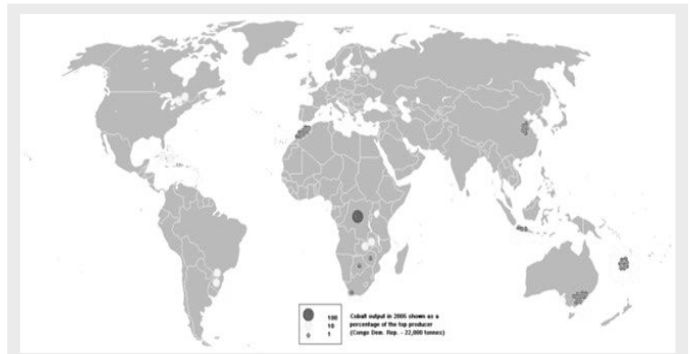 100
10
1
Cobalt output in 2005 shown as a
percentage of the top producer
(Congo Dem. Rep. - 22,000 tonnes)